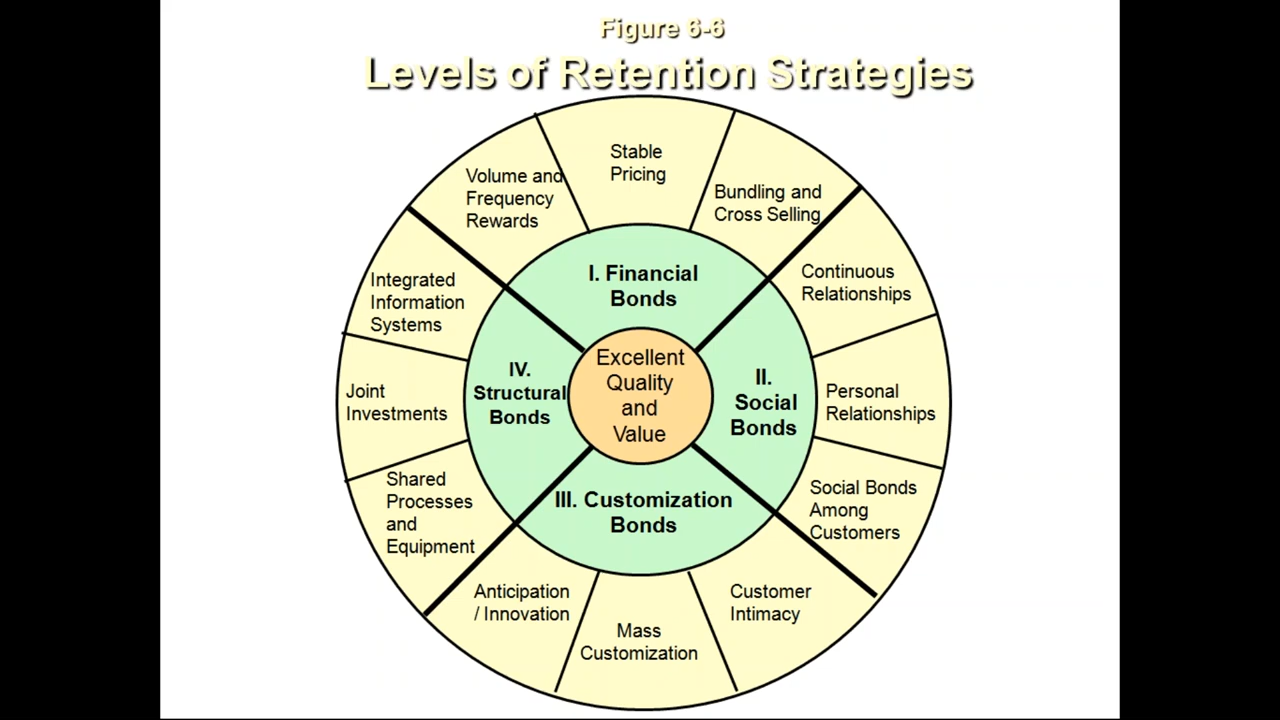 Figure 6-6
Levels of Retention Strategies
Stable
Pricing
Volume and
Frequency
Rewards
Bundling and
Cross Selling
I. Financial
Bonds
Integrated
Information
Systems
Continuous
Relationships
Excellent
Quality
and
Value
IV.
Structural
Bonds
II.
Social
Bonds
Joint
Investments
Personal
Relationships
Shared
Processes
and
Equipment
III. Customization
Bonds
Social Bonds
Among
Customers
Anticipation
/ Innovation
Mass
Customization
Customer
Intimacy